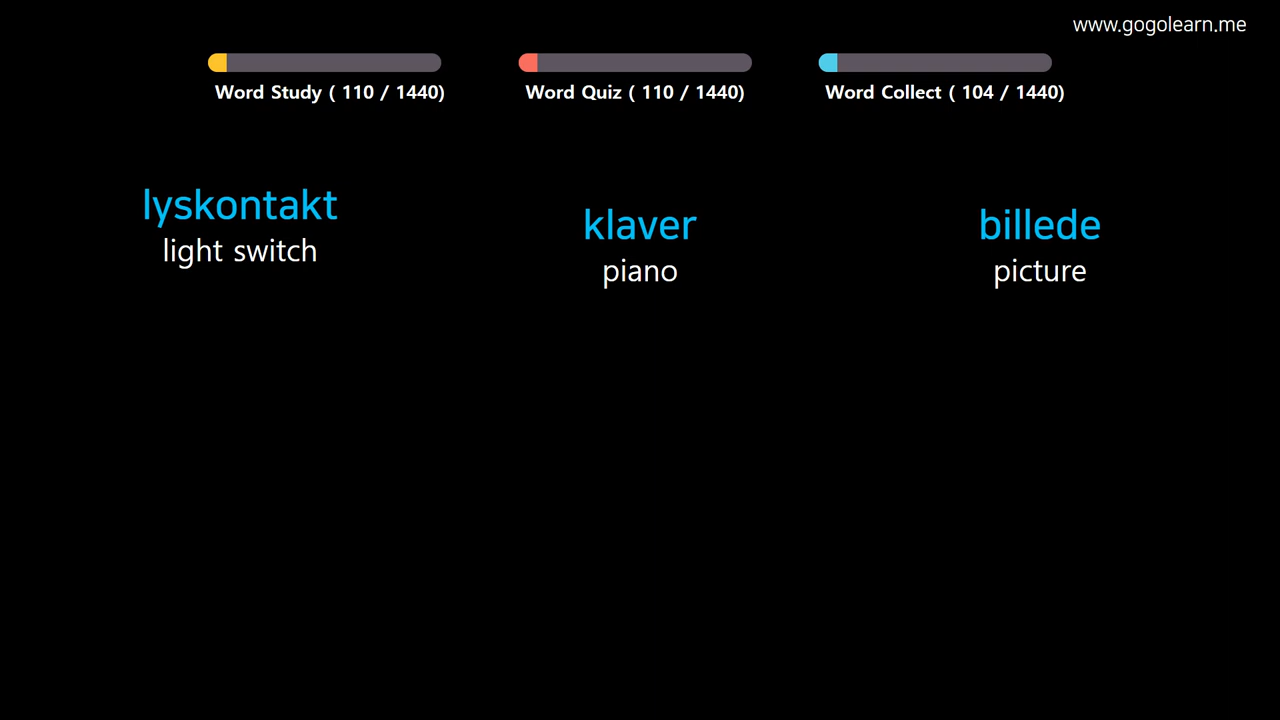 www.gogolearn.me
Word Study ( 110 / 1440)
Word Quiz ( 110 / 1440)
Word Collect ( 104 / 1440)
lyskontakt
light switch
klaver
piano
billede
picture